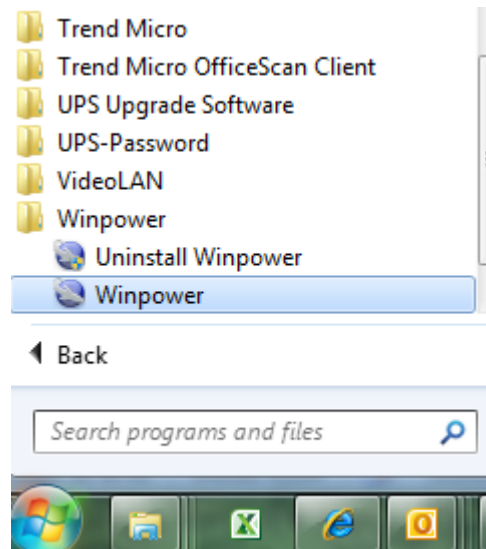 Trend Micro
Trend Micro OfficeScan Client
UPS Upgrade Software
UPS-Password
VideoLAN
Winpower
Uninstall Winpower
Winpower
Back
Search programs and files